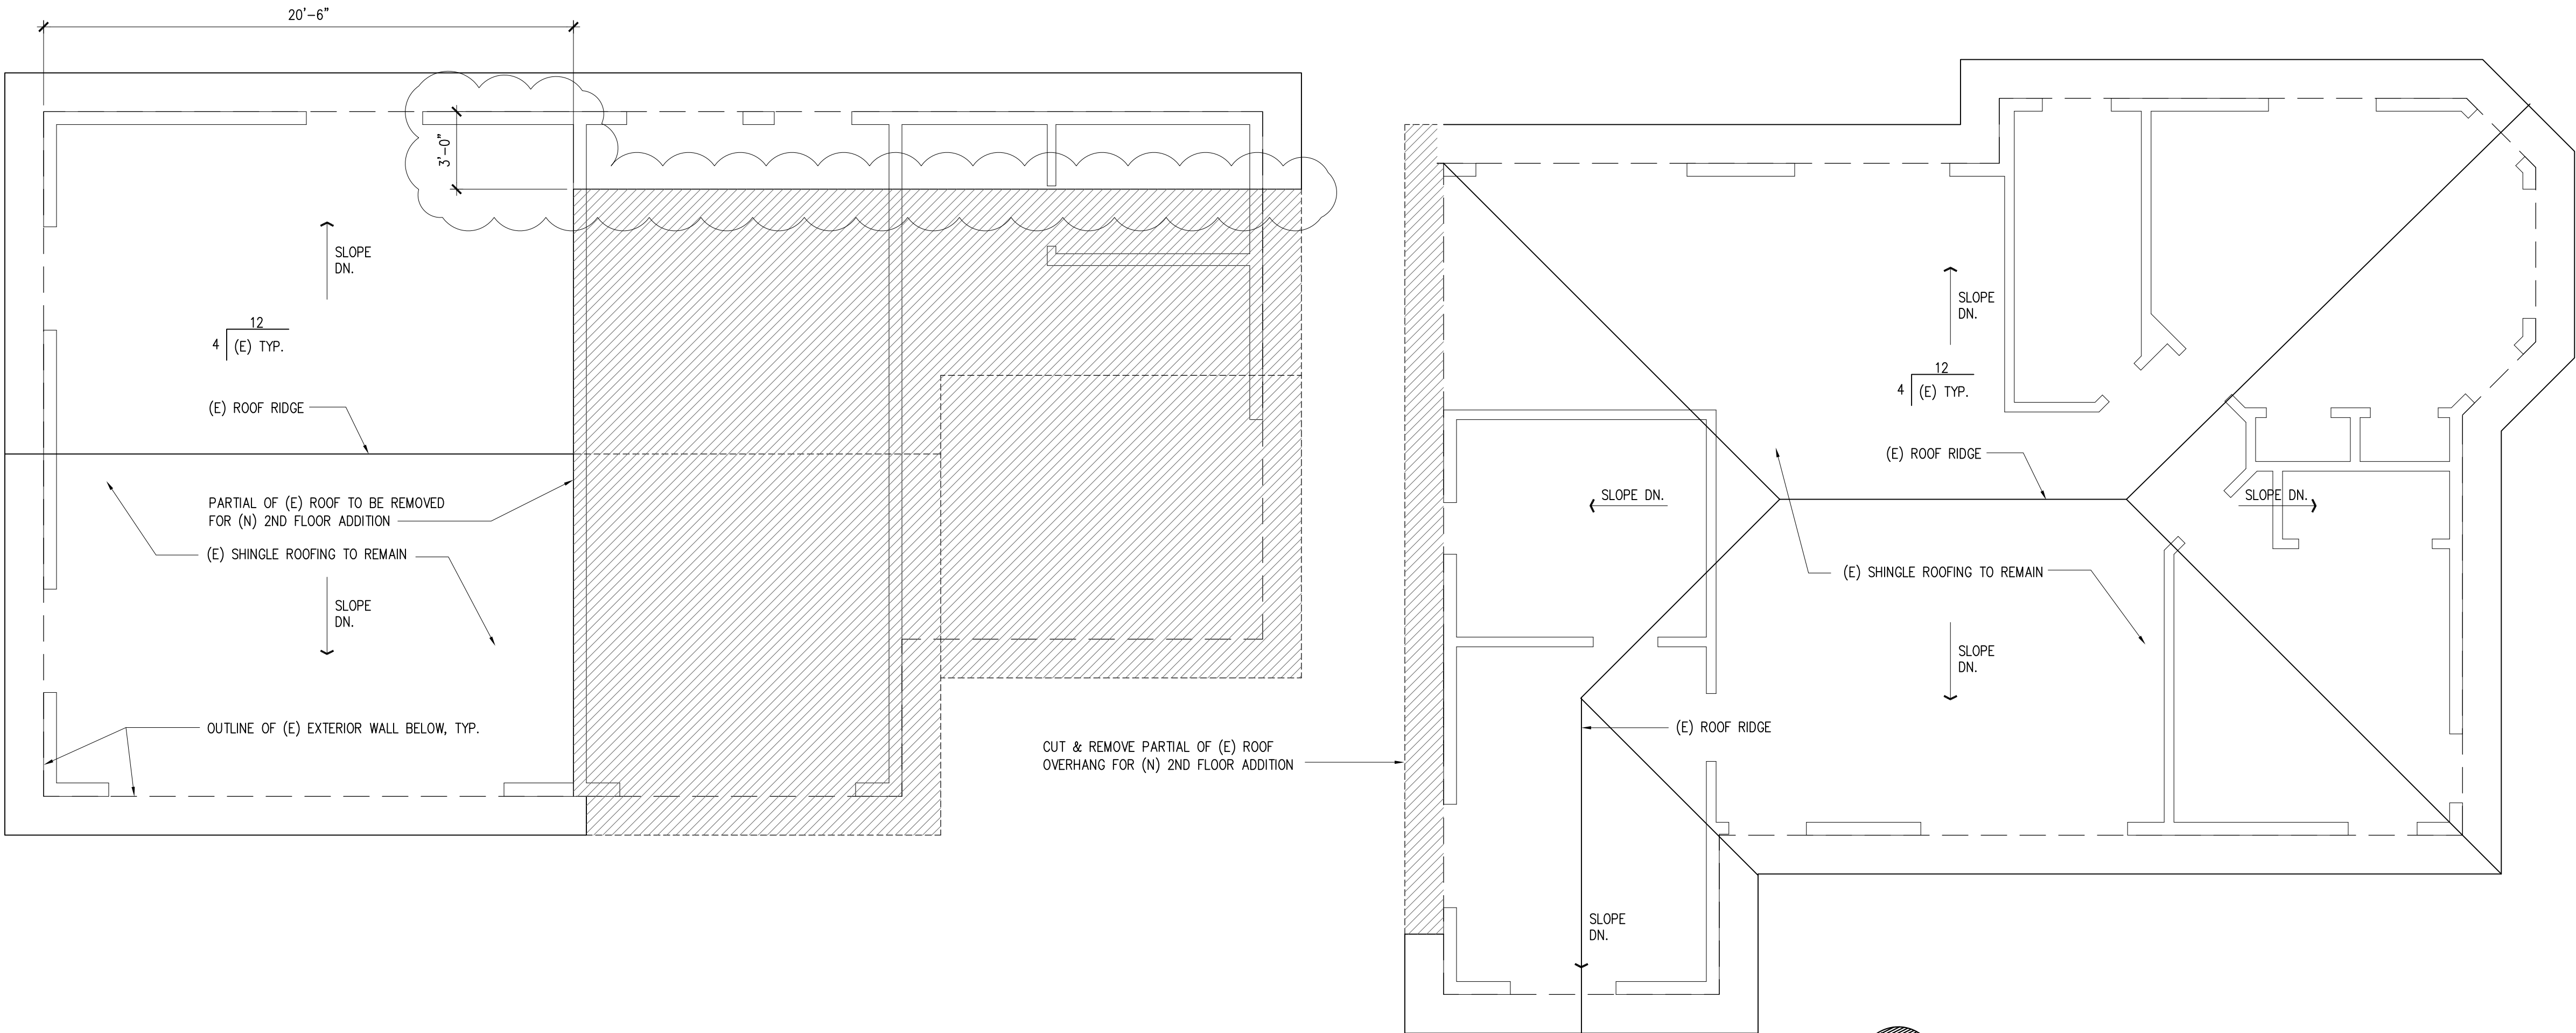 20'-6"
3'-0"
SLOPE
DN.
12
4
(E) TYP.
(E) ROOF RIDGE
PARTIAL OF (E) ROOF TO BE REMOVED
FOR (N) 2ND FLOOR ADDITION
(E) SHINGLE ROOFING TO REMAIN
SLOPE
DN.
OUTLINE OF (E) EXTERIOR WALL BELOW, TYP.
CUT & REMOVE PARTIAL OF (E) ROOF
OVERHANG FOR (N) 2ND FLOOR ADDITION
SLOPE
DN.
12
4
(E) TYP.
(E) ROOF RIDGE
SLOPE DN.
SLOPE DN.
(E) SHINGLE ROOFING TO REMAIN
SLOPE
DN.
(E) ROOF RIDGE
SLOPE
DN.